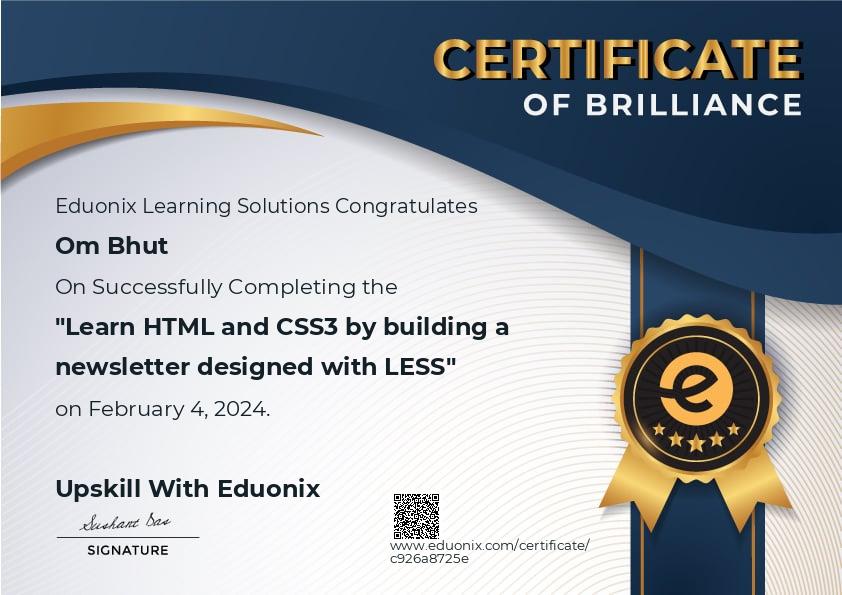 CERTIFICATE
OF BRILLIANCE
Eduonix Learning Solutions Congratulates
Om Bhut
On Successfully Completing the
"Learn HTML and CSS3 by building a
newsletter designed with LESS"
on February 4, 2024.
Upskill With Eduonix
Sushant Das
SIGNATURE
www.eduonix.com/certificate/
c926a8725e
e